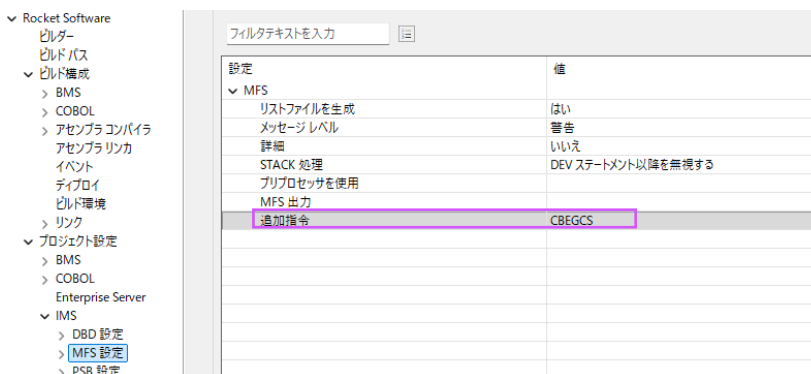 Rocket Software
ビルダー
ビルド パス
ビルド構成
BMS
COBOL
アセンブラ コンパイラ
アセンブラ リンカ
イベント
ディプロイ
ビルド環境
リンク
プロジェクト設定
BMS
COBOL
Enterprise Server
IMS
DBD 設定
MFS 設定
PSB 設定
フィルタテキストを入力
設定 値
MFS
リストファイルを生成 はい
メッセージ レベル 警告
詳細 いいえ
STACK 処理 DEV ステートメント以降を無視する
プリプロセッサを使用
MFS 出力
追加指令 CBEGCS